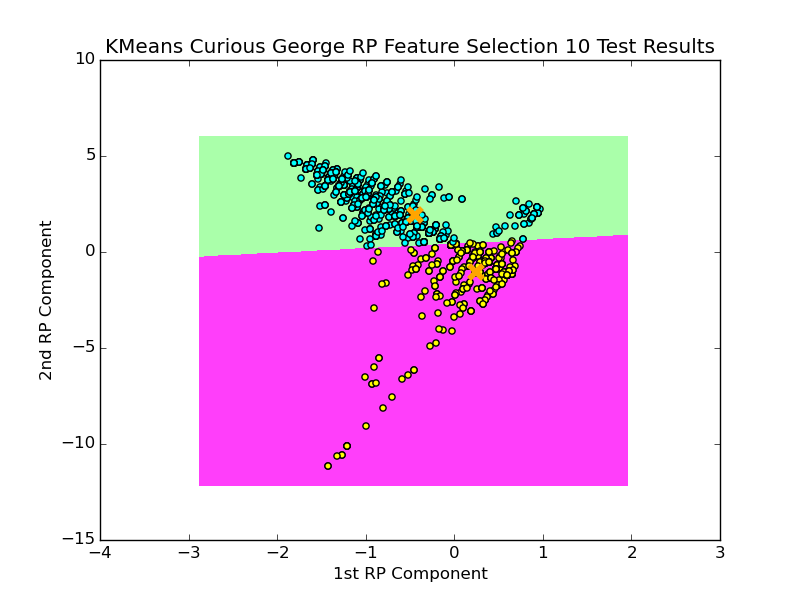 KMeans Curious George RP Feature Selection 10 Test Results
10
5
0
−5
−10
−15
2nd RP Component
−4 −3 −2 −1 0 1 2 3
1st RP Component